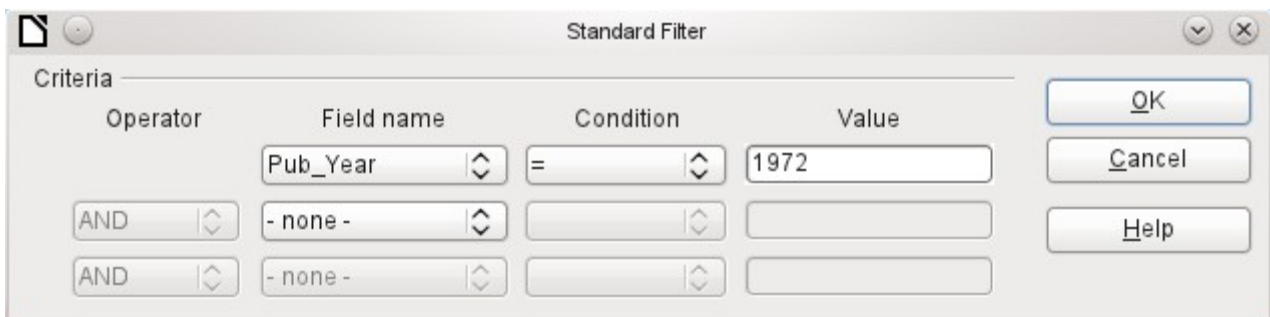 Standard Filter
Criteria
Operator Field name Condition Value
Pub_Year = 1972
AND - none -
AND - none -
OK
Cancel
Help